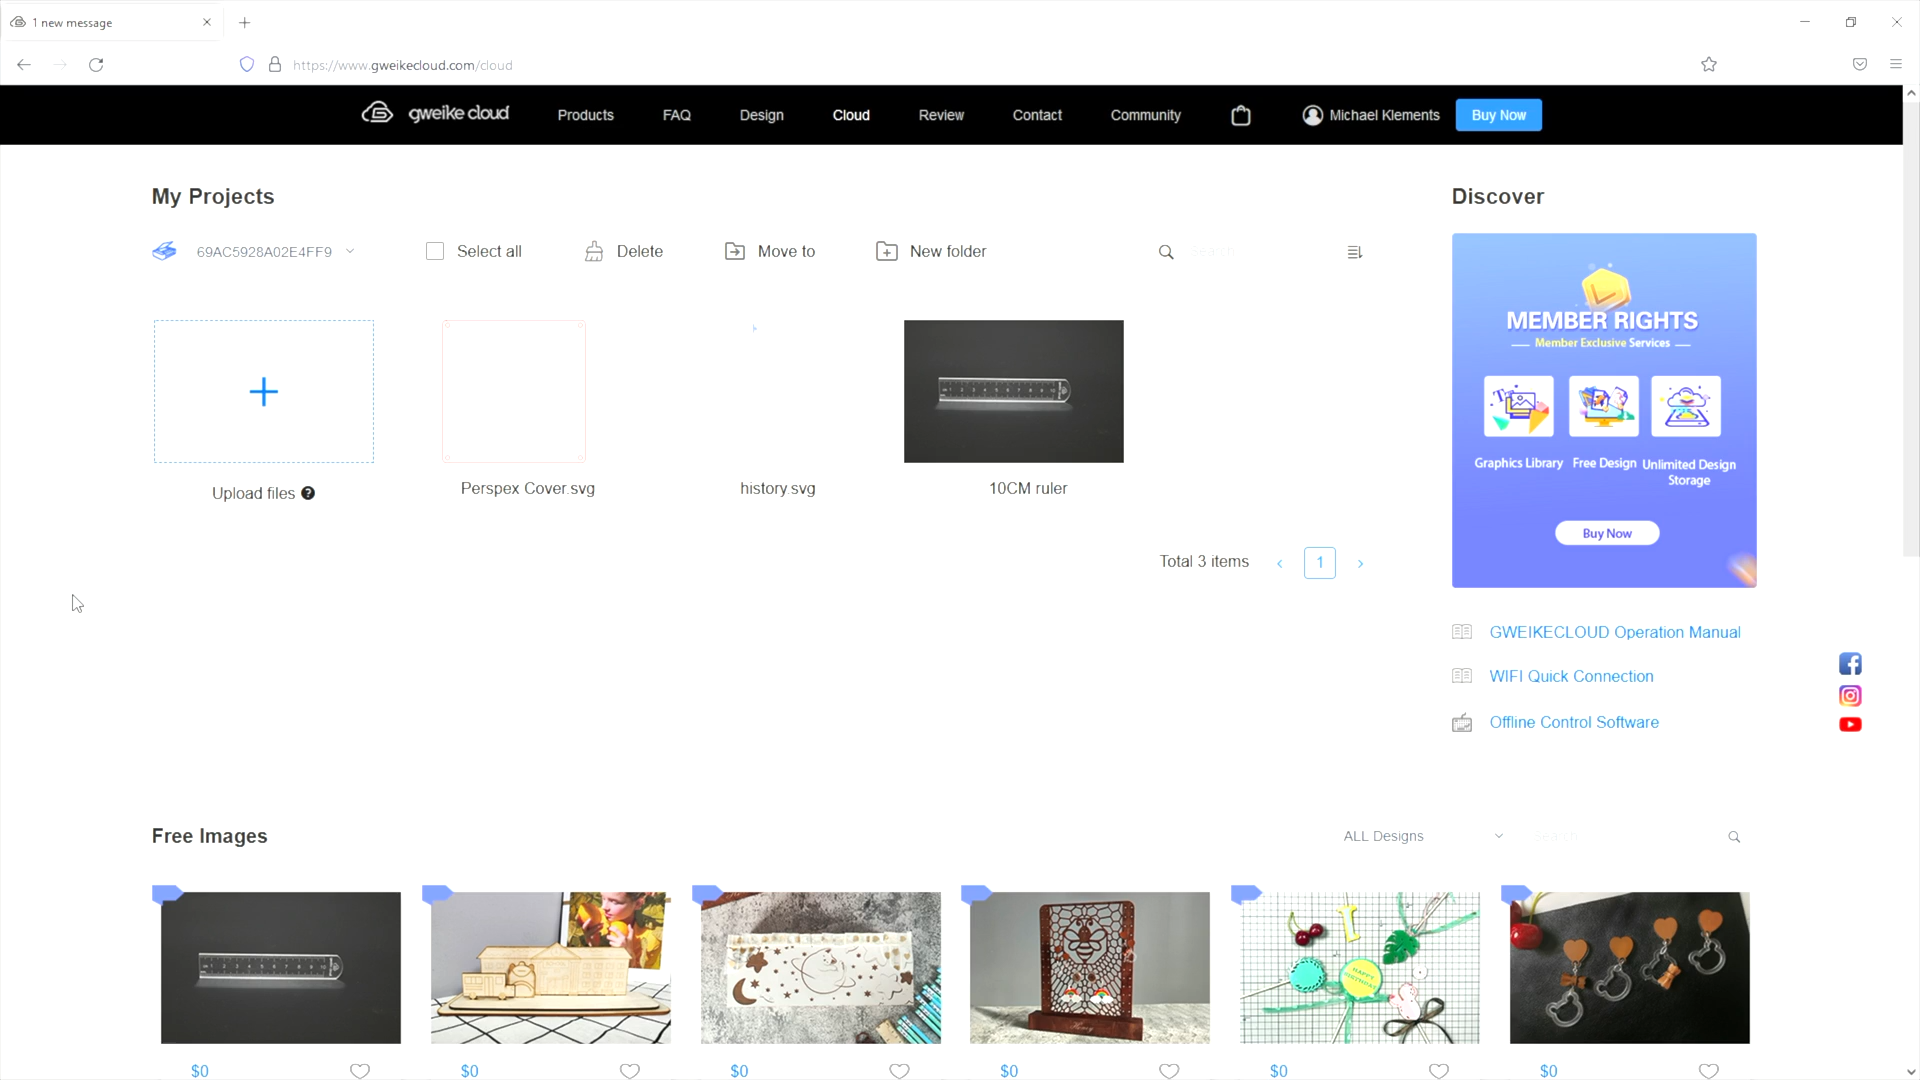 1 new message
https://www.gweikecloud.com/cloud
gweike cloud
Products
FAQ
Design
Cloud
Review
Contact
Community
Michael Klements
Buy Now
My Projects
Discover
69AC5928A02E4FF9
Select all
Delete
Move to
New folder
Search
MEMBER RIGHTS
Member Exclusive Services
Graphics Library
Free Design
Unlimited Design
Storage
Buy Now
Upload files
Perspex Cover.svg
history.svg
10CM ruler
Total 3 items
1
GWEIKECLOUD Operation Manual
WIFI Quick Connection
Offline Control Software
Free Images
ALL Designs
Search
$0
$0
$0
$0
$0
$0